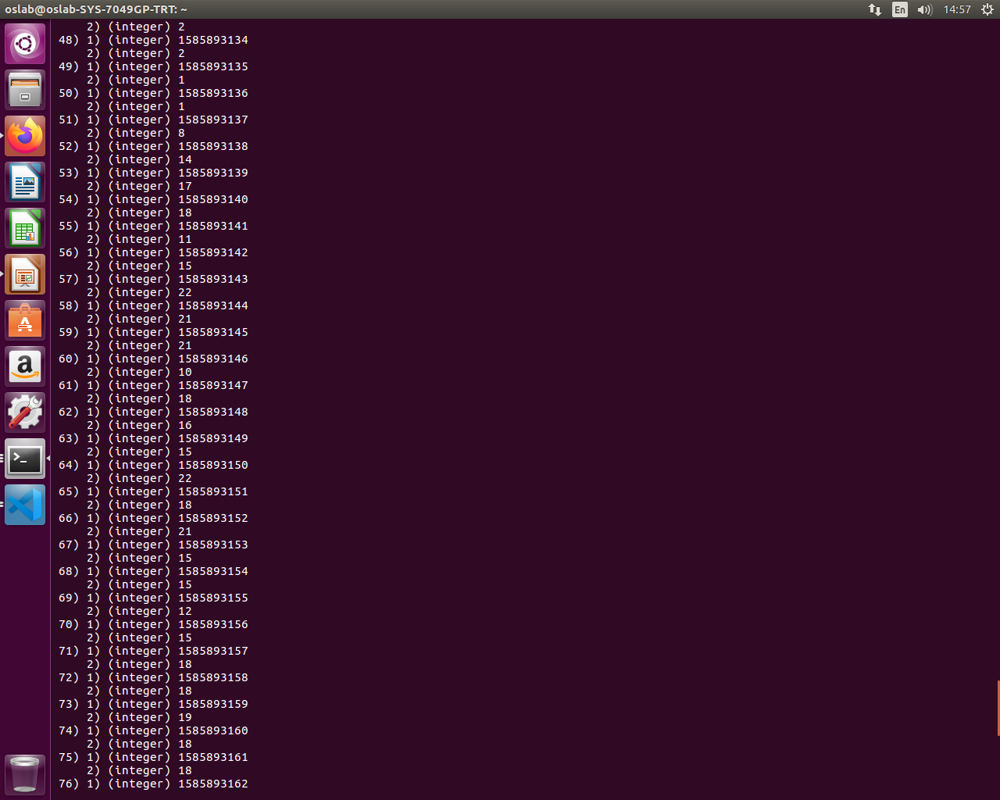 oslab@oslab-SYS-7049GP-TRT: ~
En
14:57
2) (integer) 2
48) 1) (integer) 1585893134
2) (integer) 2
49) 1) (integer) 1585893135
2) (integer) 1
50) 1) (integer) 1585893136
2) (integer) 1
51) 1) (integer) 1585893137
2) (integer) 8
52) 1) (integer) 1585893138
2) (integer) 14
53) 1) (integer) 1585893139
2) (integer) 17
54) 1) (integer) 1585893140
2) (integer) 18
55) 1) (integer) 1585893141
2) (integer) 11
56) 1) (integer) 1585893142
2) (integer) 15
57) 1) (integer) 1585893143
2) (integer) 22
58) 1) (integer) 1585893144
2) (integer) 21
59) 1) (integer) 1585893145
2) (integer) 21
60) 1) (integer) 1585893146
2) (integer) 10
61) 1) (integer) 1585893147
2) (integer) 18
62) 1) (integer) 1585893148
2) (integer) 16
63) 1) (integer) 1585893149
2) (integer) 15
64) 1) (integer) 1585893150
2) (integer) 22
65) 1) (integer) 1585893151
2) (integer) 18
66) 1) (integer) 1585893152
2) (integer) 21
67) 1) (integer) 1585893153
2) (integer) 15
68) 1) (integer) 1585893154
2) (integer) 15
69) 1) (integer) 1585893155
2) (integer) 12
70) 1) (integer) 1585893156
2) (integer) 15
71) 1) (integer) 1585893157
2) (integer) 18
72) 1) (integer) 1585893158
2) (integer) 18
73) 1) (integer) 1585893159
2) (integer) 19
74) 1) (integer) 1585893160
2) (integer) 18
75) 1) (integer) 1585893161
2) (integer) 18
76) 1) (integer) 1585893162